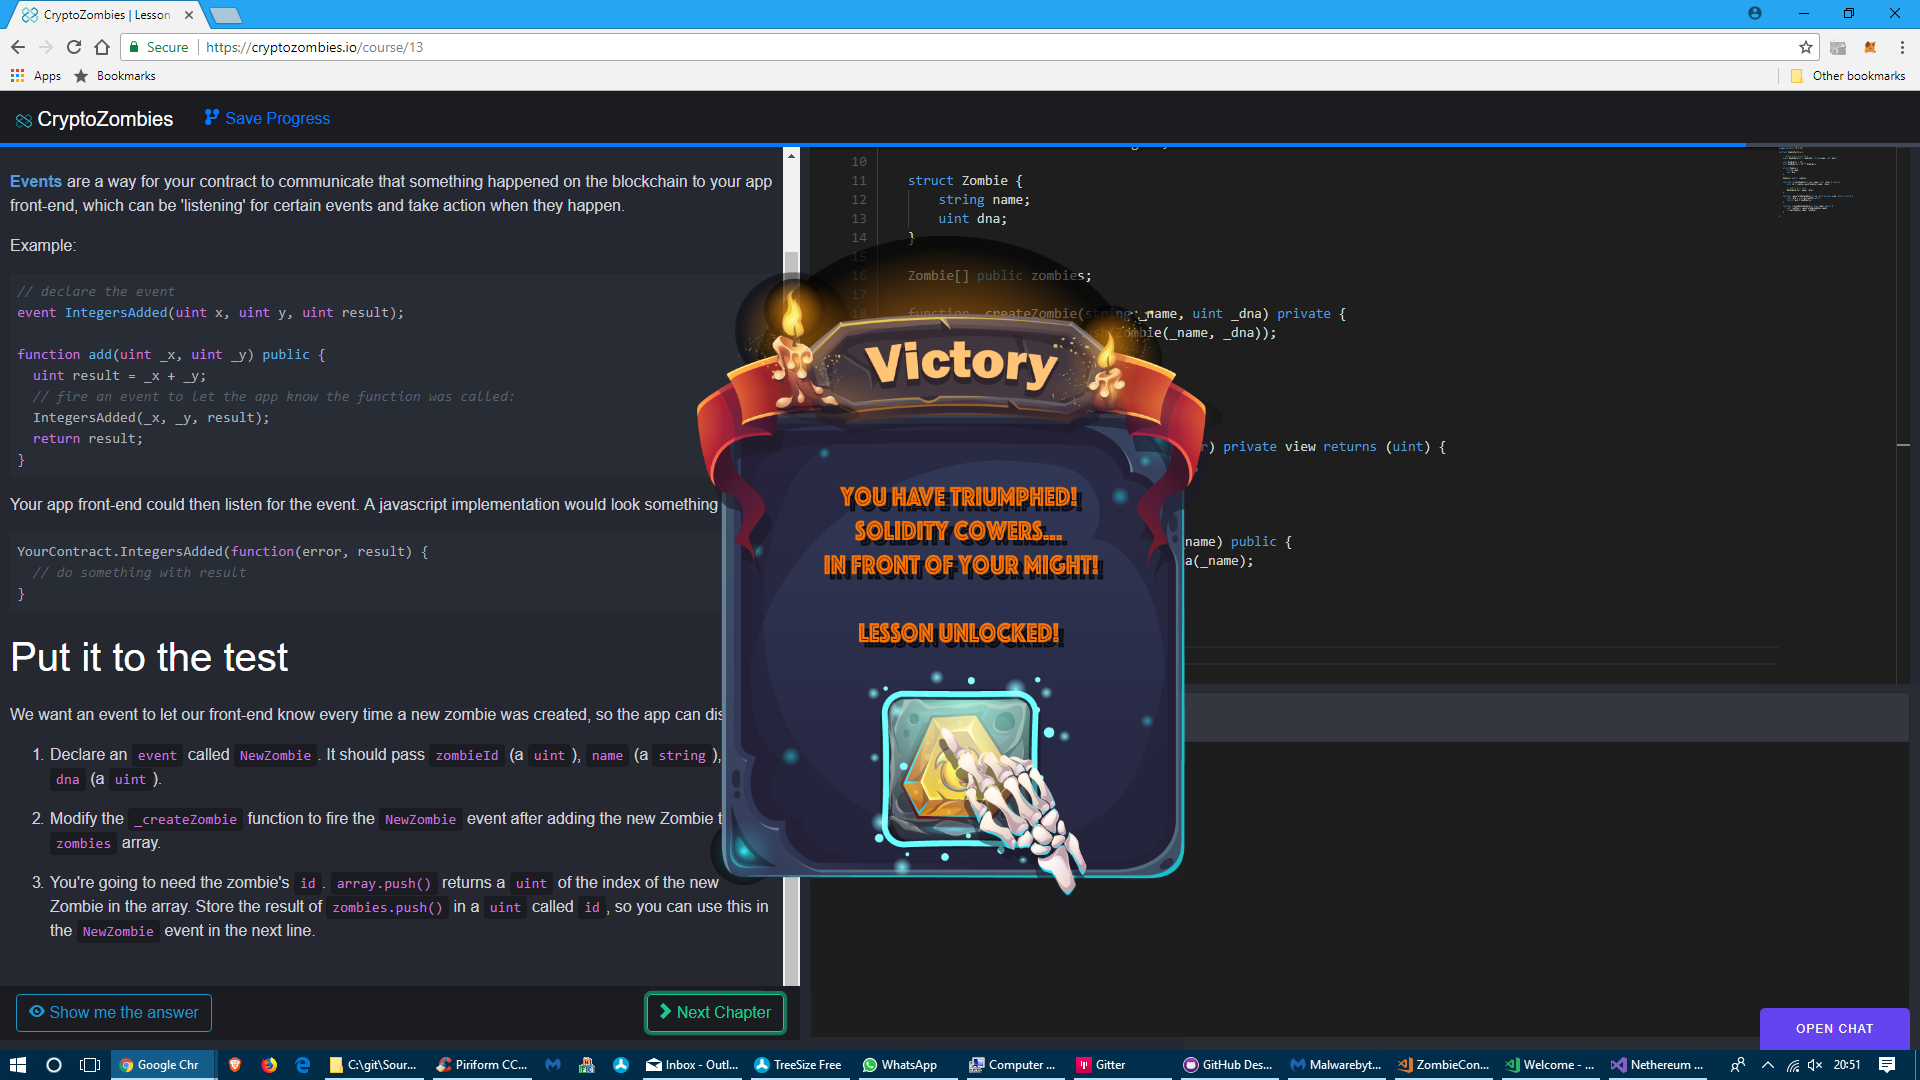 CryptoZombies | Lesson
Secure
https://cryptozombies.io/course/13
Apps
Bookmarks
Other bookmarks
CryptoZombies
Save Progress
Events are a way for your contract to communicate that something happened on the blockchain to your app
front-end, which can be 'listening' for certain events and take action when they happen.
Example:
// declare the event
event IntegersAdded(uint x, uint y, uint result);
function add(uint _x, uint _y) public {
uint result = _x + _y;
// fire an event to let the app know the function was called:
IntegersAdded(_x, _y, result);
return result;
}
Your app front-end could then listen for the event. A javascript implementation would look something
YourContract.IntegersAdded(function(error, result) {
// do something with result
}
Put it to the test
We want an event to let our front-end know every time a new zombie was created, so the app can dis
1. Declare an event called NewZombie. It should pass zombieId (a uint), name (a string),
dna (a uint).
2. Modify the _createZombie function to fire the NewZombie event after adding the new Zombie t
zombies array.
3. You're going to need the zombie's id. array.push() returns a uint of the index of the new
Zombie in the array. Store the result of zombies.push() in a uint called id, so you can use this in
the NewZombie event in the next line.
Show me the answer
Next Chapter
10
11 struct Zombie {
12 string name;
13 uint dna;
14 }
15
16 Zombie[] public zombies;
17
18 function _createZombie(string _name, uint _dna) private {
Zombie(_name, _dna));
r) private view returns (uint) {
name) public {
a(_name);
Victory
YOU HAVE TRIUMPHED!
SOLIDITY COWERS...
IN FRONT OF YOUR MIGHT!
LESSON UNLOCKED!
OPEN CHAT
Google Chr
C:\git\Sour...
Piriform CC...
Inbox - Outl...
TreeSize Free
WhatsApp
Computer ...
Gitter
GitHub Des...
Malwarebyt...
ZombieCon...
Welcome - ...
Nethereum ...
20:51